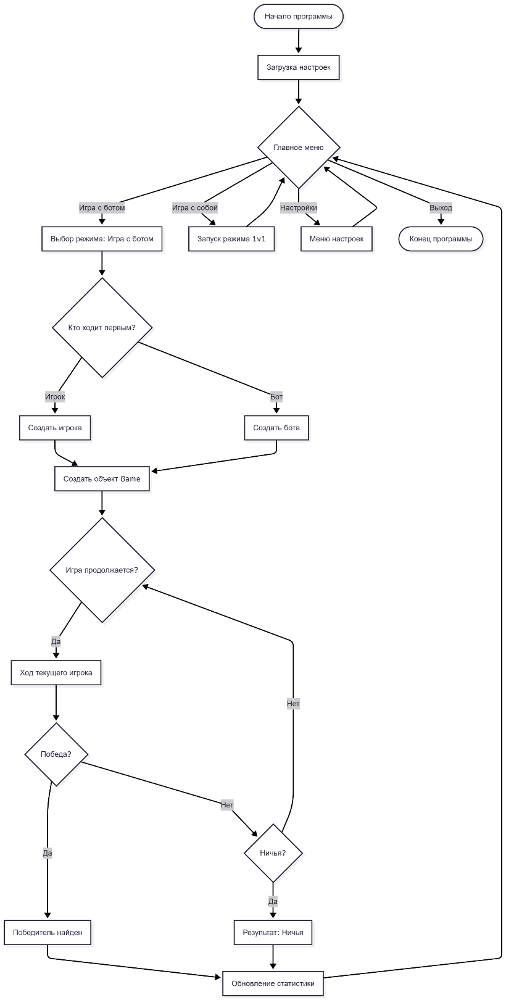 Начало программы
Загрузка настроек
Главное меню
Игра с ботом
Игра с собой
Настройки
Выход
Выбор режима: Игра с ботом
Запуск режима 1v1
Меню настроек
Конец программы
Кто ходит первым?
Игрок
Бот
Создать игрока
Создать бота
Создать объект Game
Игра продолжается?
Да
Ход текущего игрока
Нет
Победа?
Нет
Да
Ничья?
Да
Победитель найден
Результат: Ничья
Обновление статистики